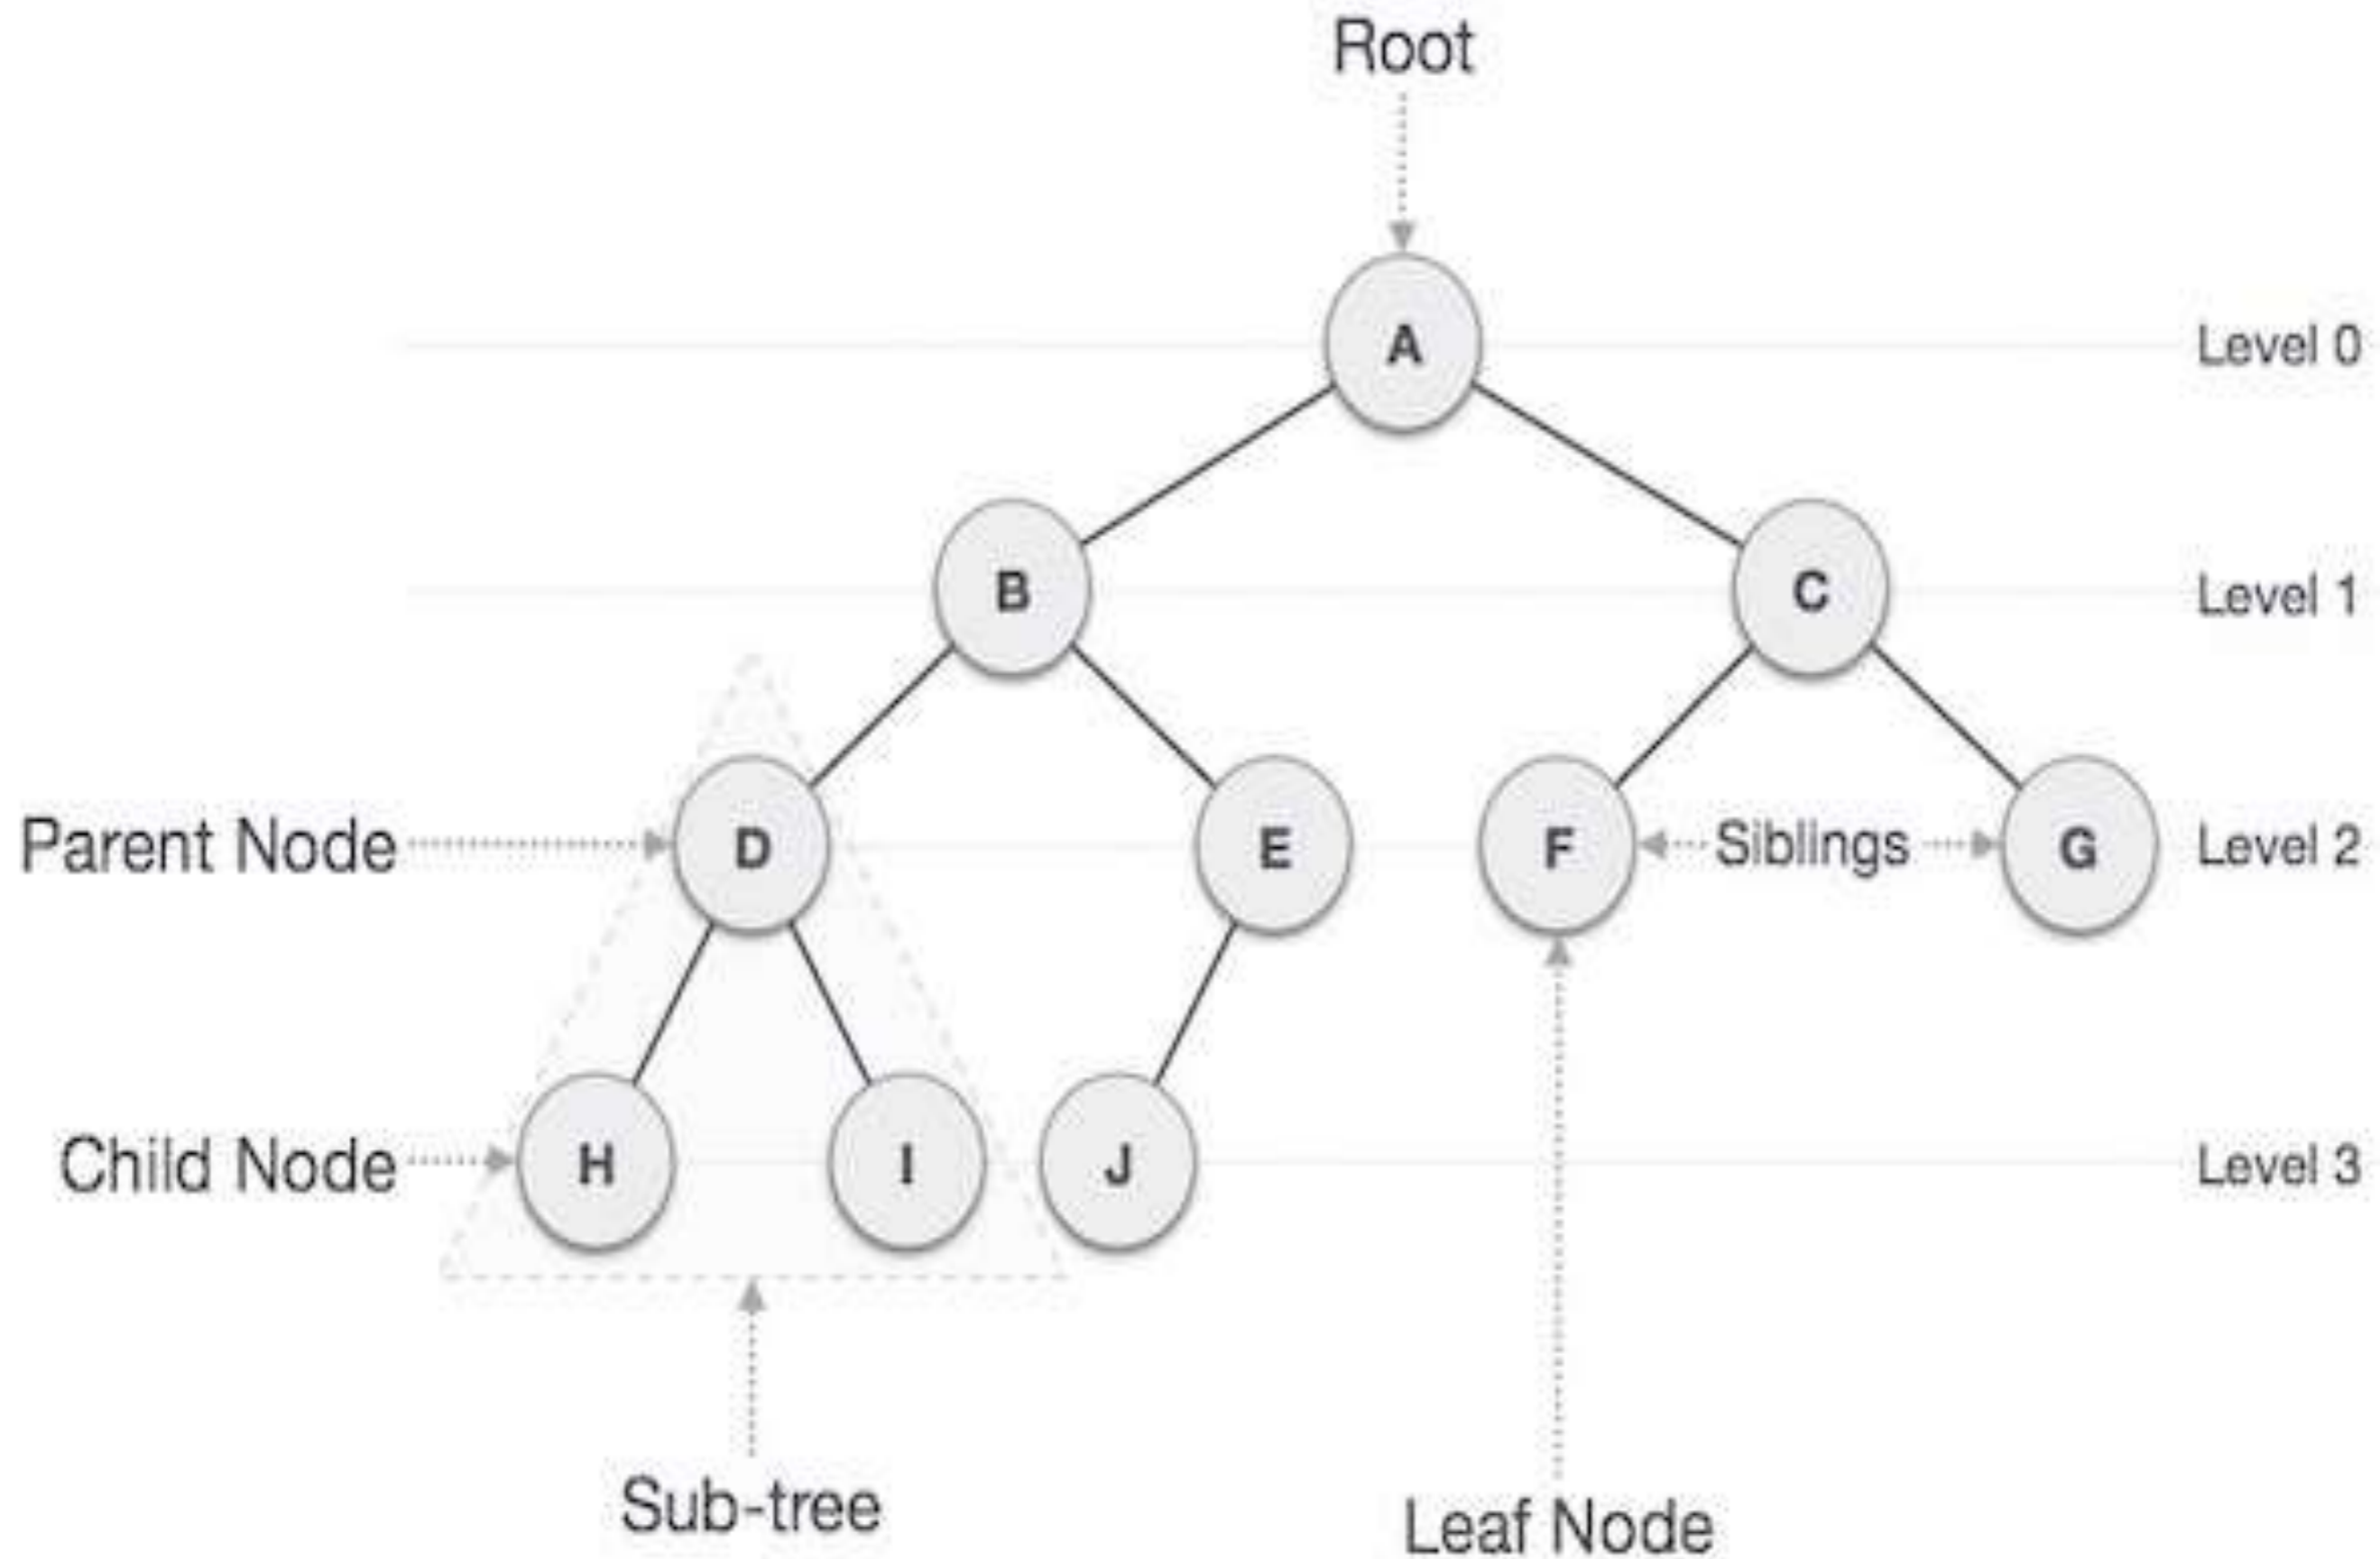 Root
A
Level 0
B
C
Level 1
Parent Node
D
E
F
Siblings
G
Level 2
Child Node
H
I
J
Level 3
Sub-tree
Leaf Node